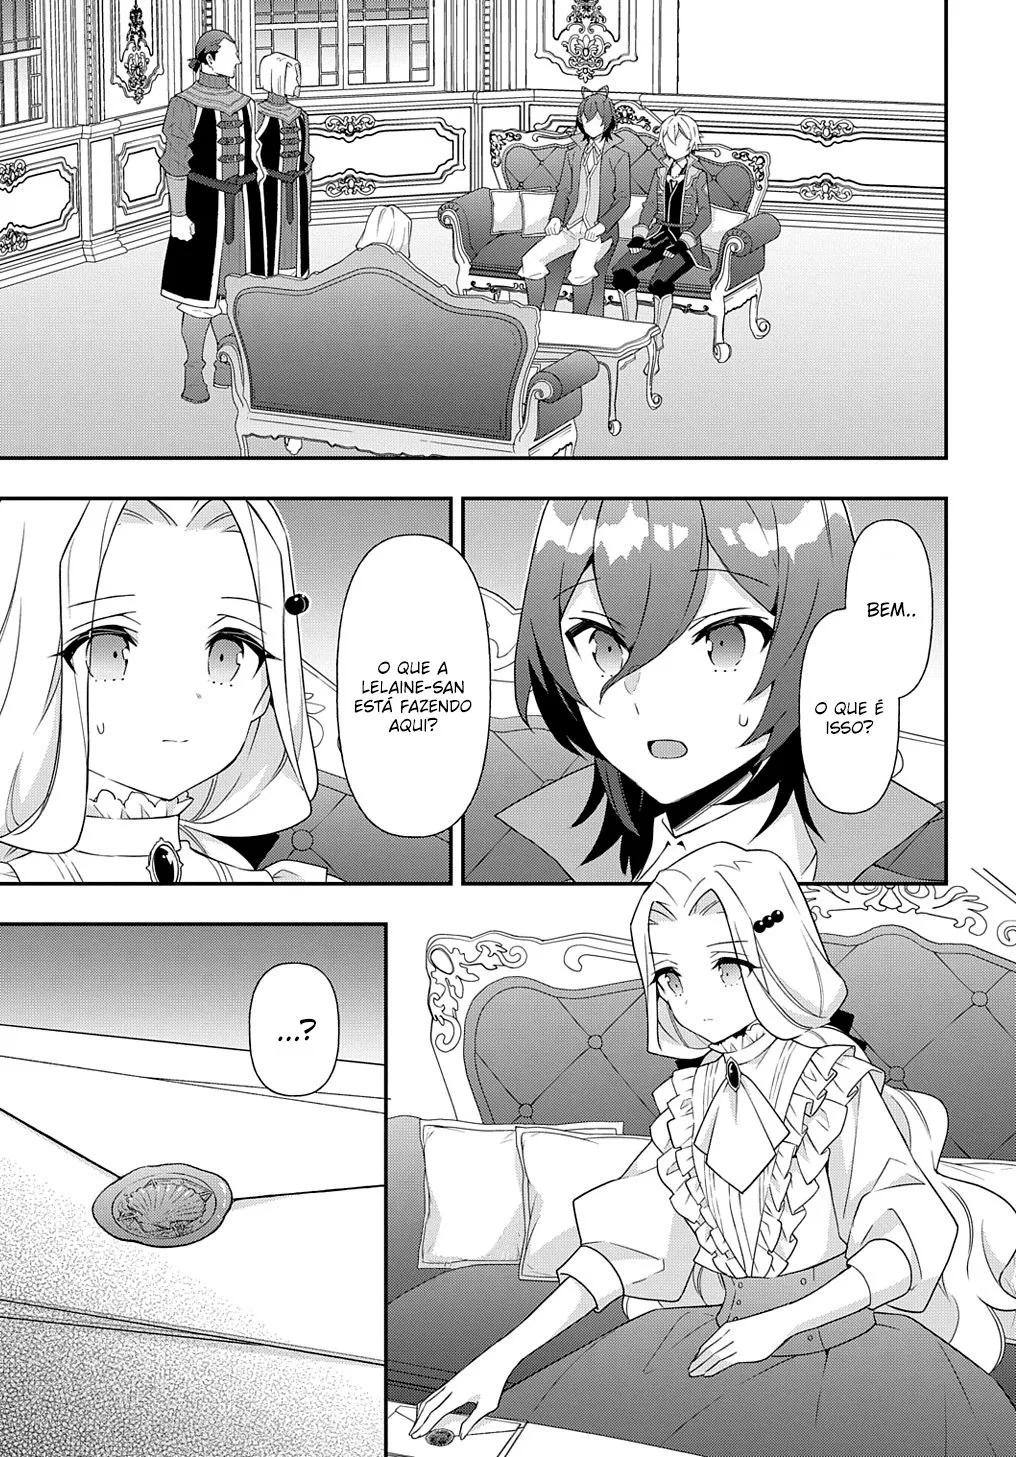 BEM..
O QUE É
ISSO?
O QUE A
LELAINE-SAN
ESTÁ FAZENDO
AQUI?
...?